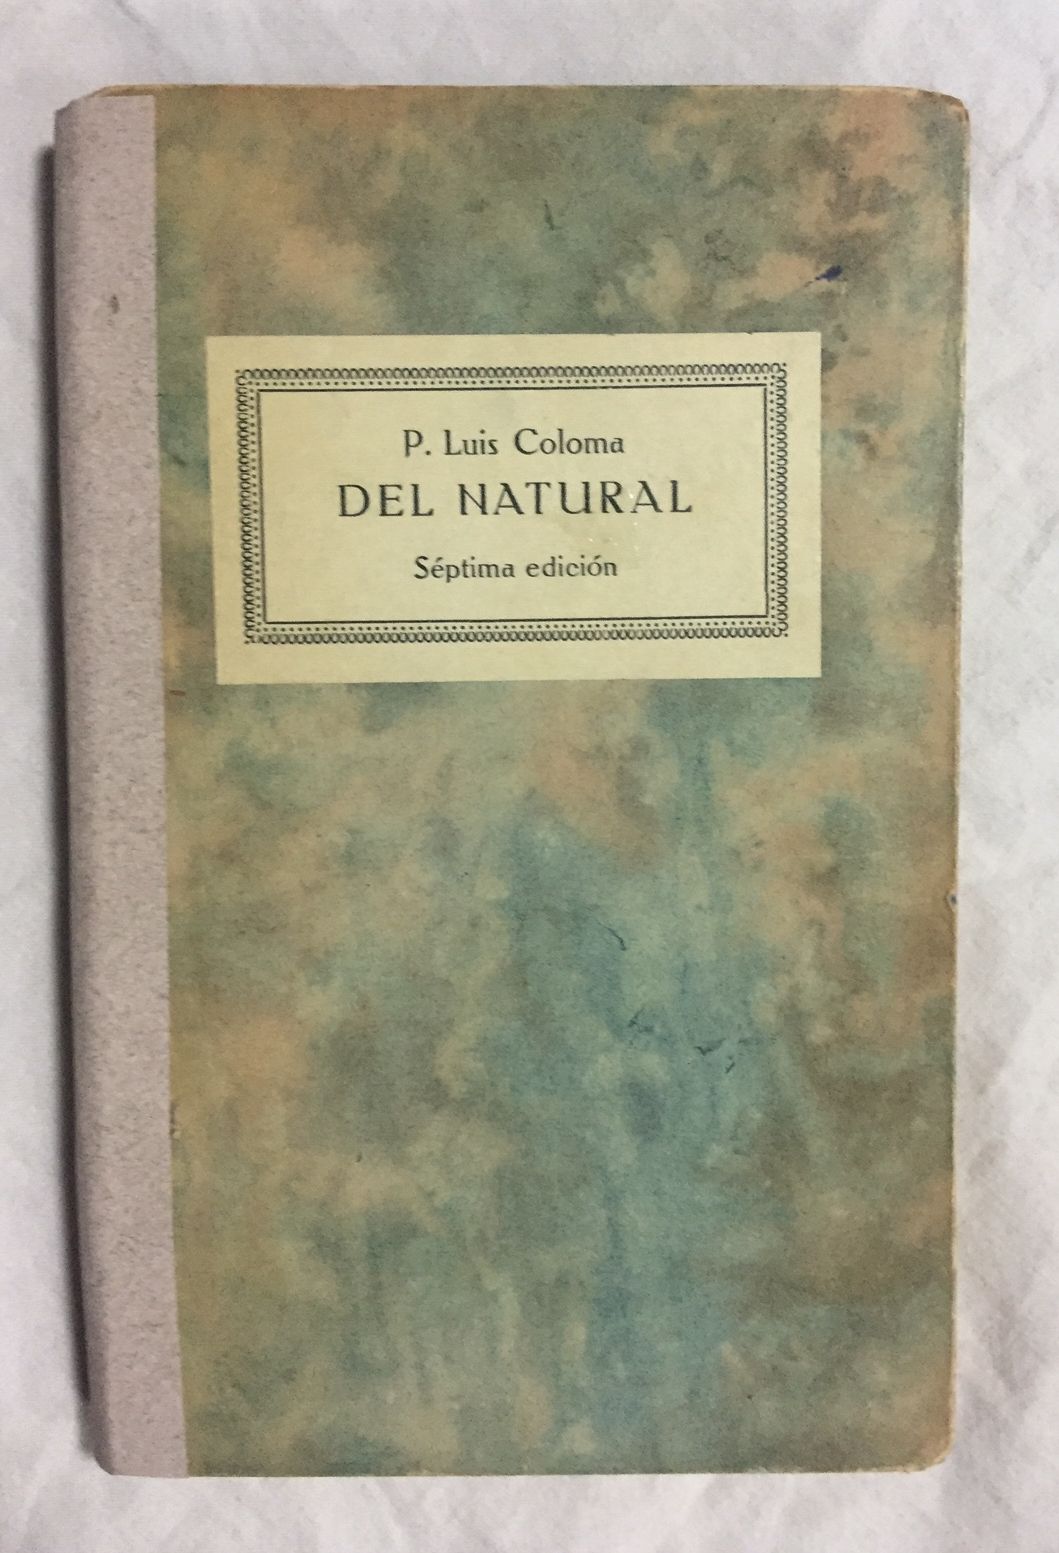 P. Luis Coloma
DEL NATURAL
Séptima edición